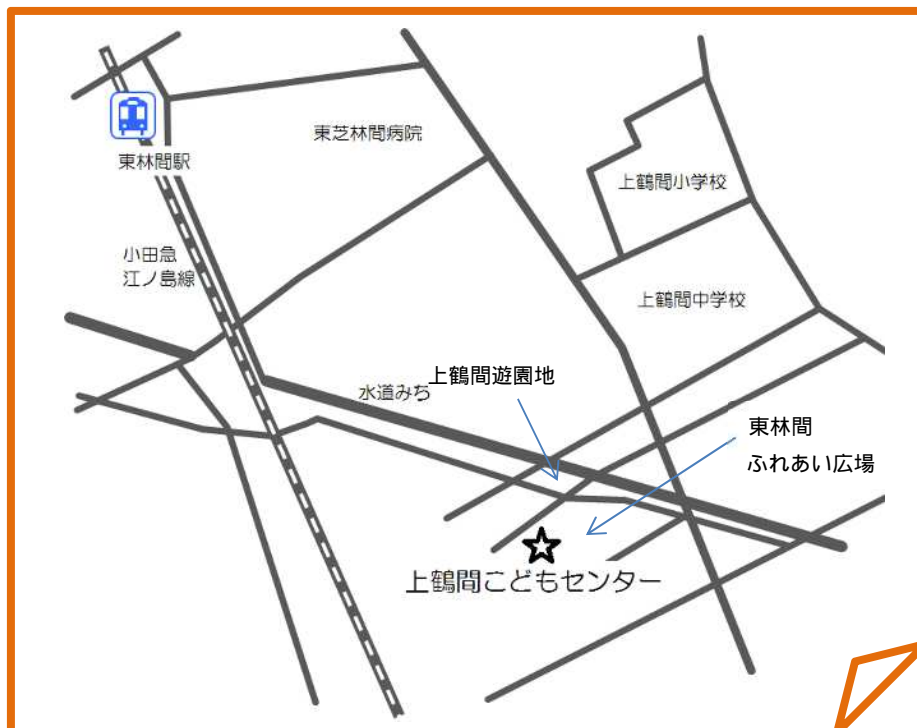 東芝林間病院
東林間駅
上鶴間小学校
小田急
江ノ島線
上鶴間中学校
上鶴間遊園地
水道みち
東林間
ふれあい広場
上鶴間こどもセンター